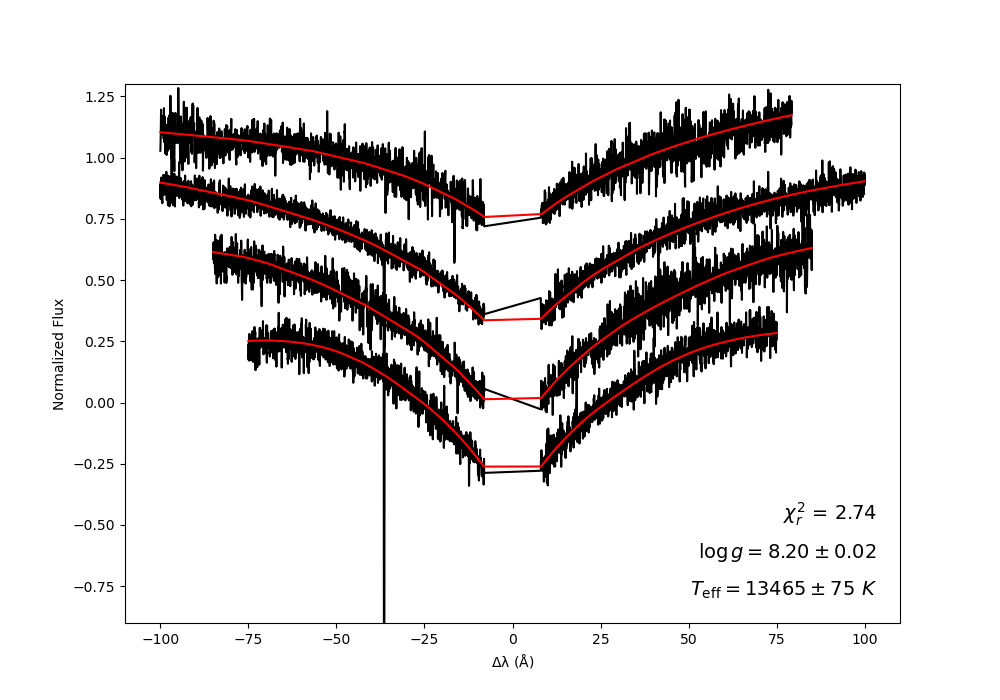 1.25
1.00
0.75
0.50
0.25
0.00
−0.25
−0.50
−0.75
Normalized Flux
χ²ᵣ = 2.74
log g = 8.20 ± 0.02
T_eff = 13465 ± 75 K
−100 −75 −50 −25 0 25 50 75 100
Δλ (Å)